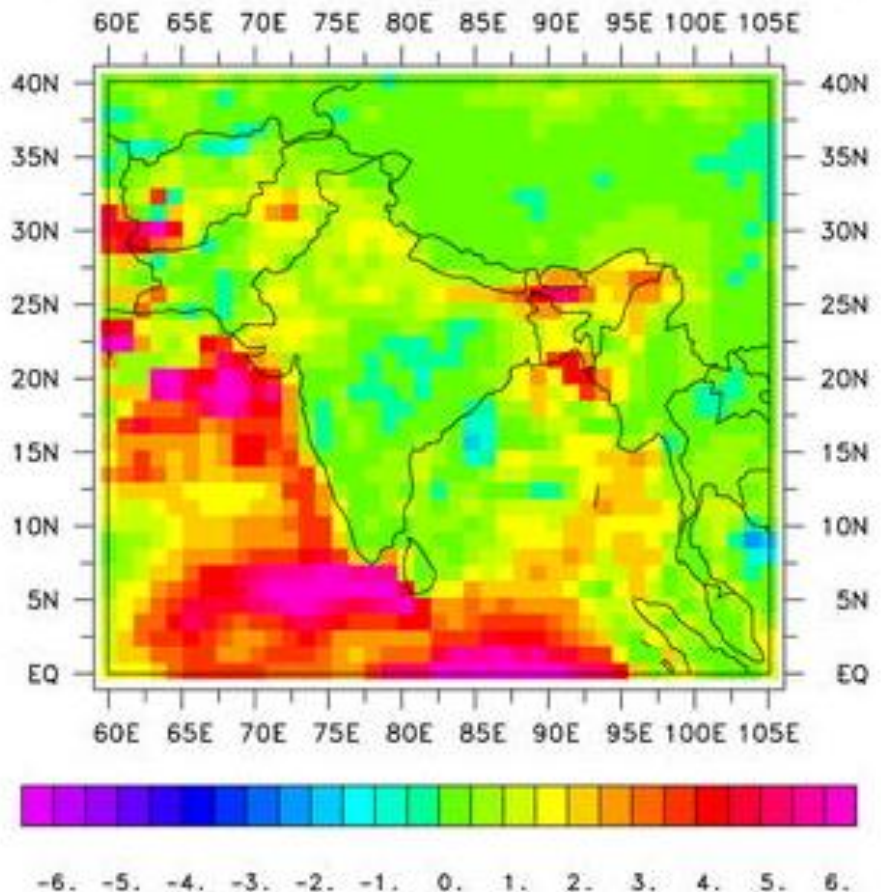 60E 65E 70E 75E 80E 85E 90E 95E 100E 105E
40N 40N
35N 35N
30N 30N
25N 25N
20N 20N
15N 15N
10N 10N
5N 5N
EQ EQ
60E 65E 70E 75E 80E 85E 90E 95E 100E 105E
-6. -5. -4. -3. -2. -1. 0. 1. 2. 3. 4. 5. 6.